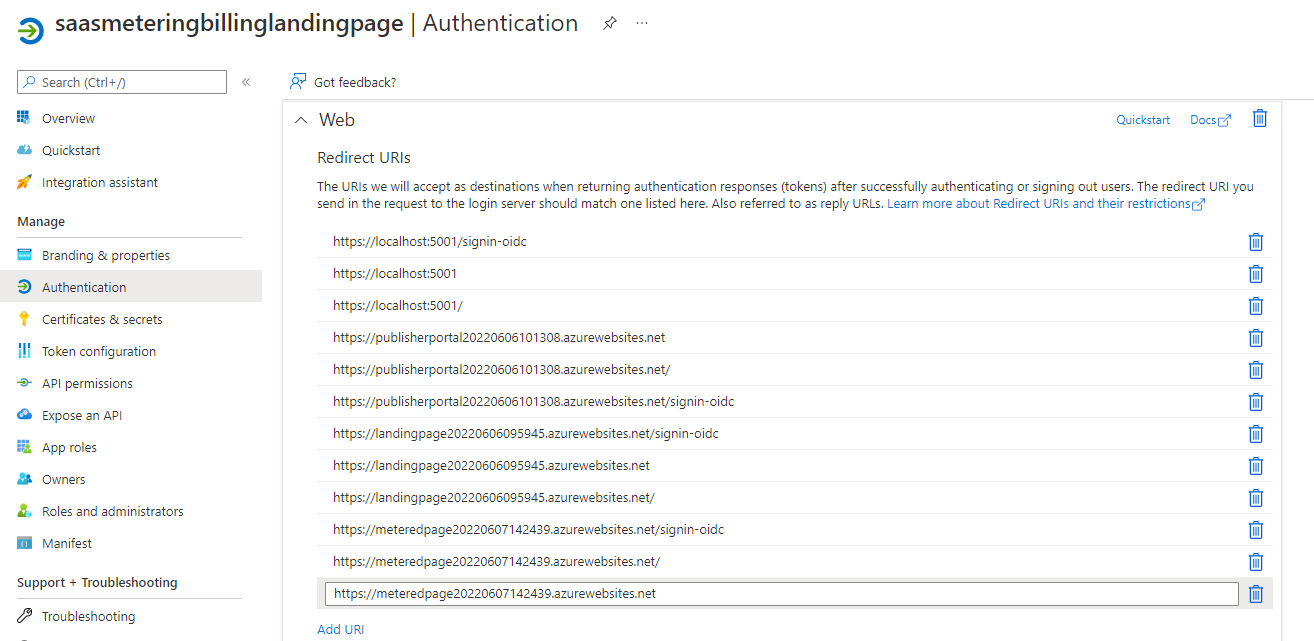 saasmeteringbillinglandingpage | Authentication
Search (Ctrl+/)
Got feedback?
Overview
Quickstart
Integration assistant
Manage
Branding & properties
Authentication
Certificates & secrets
Token configuration
API permissions
Expose an API
App roles
Owners
Roles and administrators
Manifest
Support + Troubleshooting
Troubleshooting
Web
Quickstart
Docs
Redirect URIs
The URIs we will accept as destinations when returning authentication responses (tokens) after successfully authenticating or signing out users. The redirect URI you
send in the request to the login server should match one listed here. Also referred to as reply URLs. Learn more about Redirect URIs and their restrictions
https://localhost:5001/signin-oidc
https://localhost:5001
https://localhost:5001/
https://publisherportal20220606101308.azurewebsites.net
https://publisherportal20220606101308.azurewebsites.net/
https://publisherportal20220606101308.azurewebsites.net/signin-oidc
https://landingpage20220606095945.azurewebsites.net/signin-oidc
https://landingpage20220606095945.azurewebsites.net
https://landingpage20220606095945.azurewebsites.net/
https://meteredpage20220607142439.azurewebsites.net/signin-oidc
https://meteredpage20220607142439.azurewebsites.net/
https://meteredpage20220607142439.azurewebsites.net
Add URI